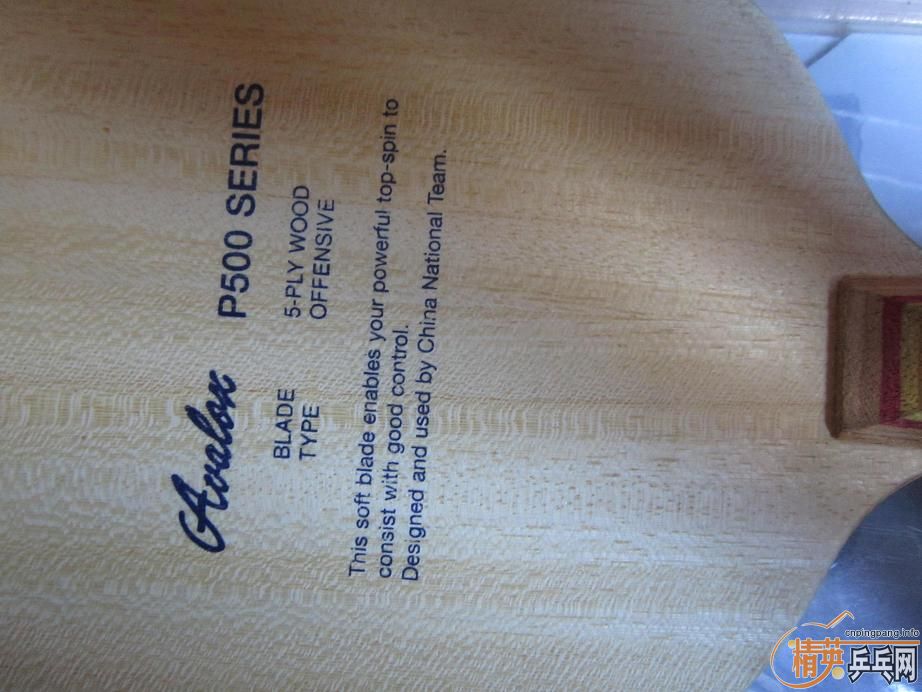 Avalox P500 SERIES
BLADE 5-PLY WOOD
TYPE OFFENSIVE
This soft blade enables your powerful top-spin to
consist with good control.
Designed and used by China National Team.
cnpingpang.info
精英乒乓网